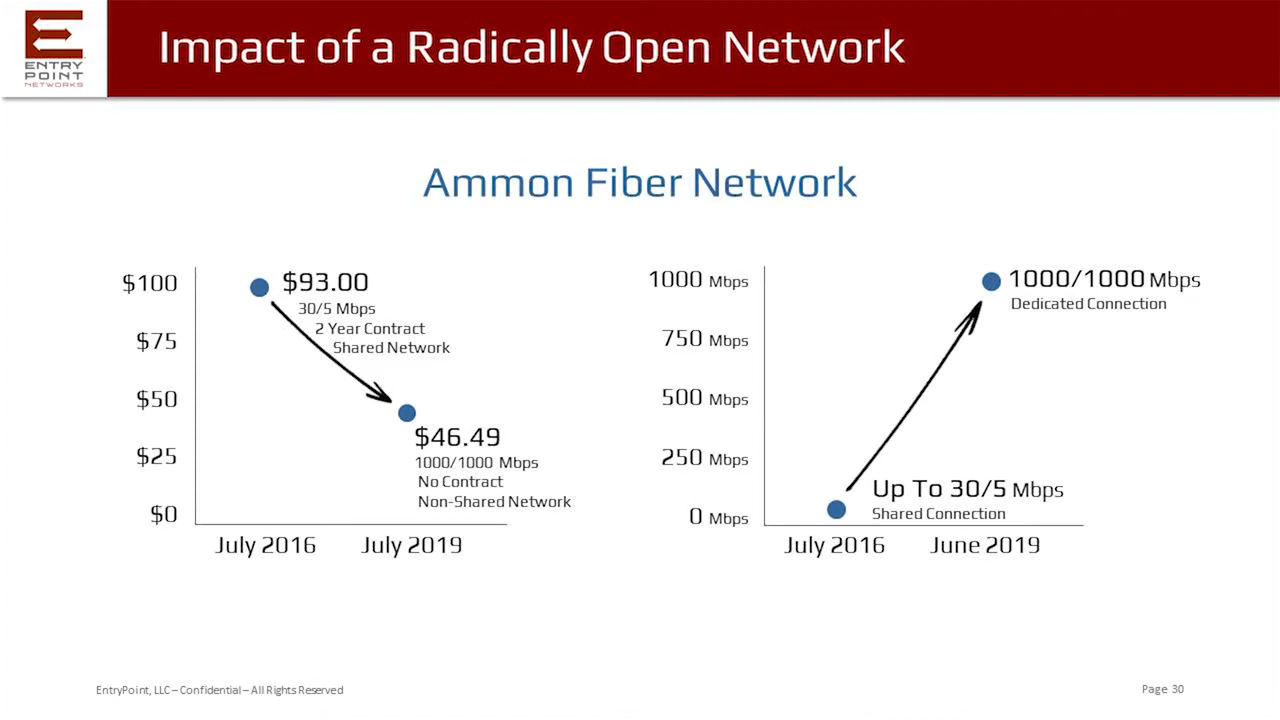 ENTRY
POINT
NETWORKS
Impact of a Radically Open Network
Ammon Fiber Network
$100
$75
$50
$25
$0
$93.00
30/5 Mbps
2 Year Contract
Shared Network
$46.49
1000/1000 Mbps
No Contract
Non-Shared Network
July 2016
July 2019
1000 Mbps
750 Mbps
500 Mbps
250 Mbps
0 Mbps
1000/1000 Mbps
Dedicated Connection
Up To 30/5 Mbps
Shared Connection
July 2016
June 2019
EntryPoint, LLC – Confidential – All Rights Reserved
Page 30